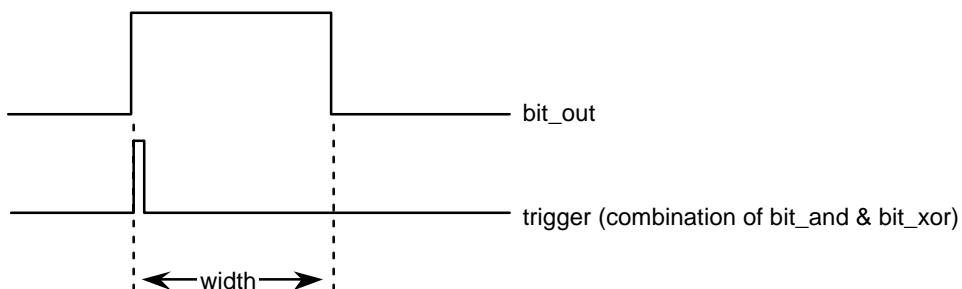 bit_out
trigger (combination of bit_and & bit_xor)
width